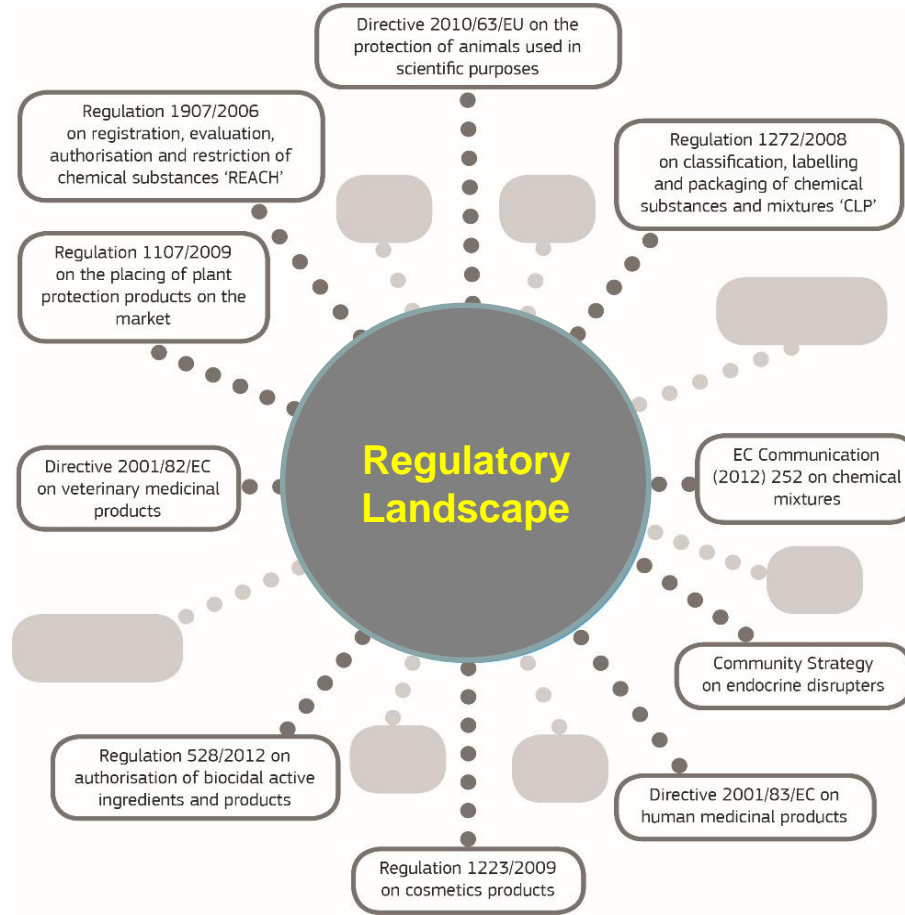 Directive 2010/63/EU on the
protection of animals used in
scientific purposes
Regulation 1907/2006
on registration, evaluation,
authorisation and restriction of
chemical substances ‘REACH’
Regulation 1272/2008
on classification, labelling
and packaging of chemical
substances and mixtures ‘CLP’
Regulation 1107/2009
on the placing of plant
protection products on the
market
Regulatory
Landscape
Directive 2001/82/EC
on veterinary medicinal
products
EC Communication
(2012) 252 on chemical
mixtures
Community Strategy
on endocrine disrupters
Regulation 528/2012 on
authorisation of biocidal active
ingredients and products
Directive 2001/83/EC on
human medicinal products
Regulation 1223/2009
on cosmetics products